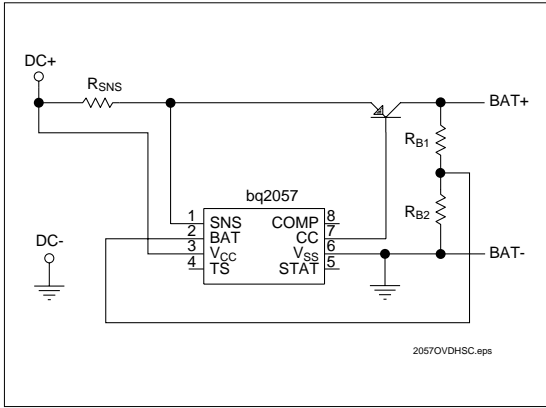 DC+
RSNS
BAT+
RB1
bq2057
RB2
1 SNS COMP 8
2 BAT CC 7
3 VCC VSS 6
4 TS STAT 5
DC-
BAT-
2057OVDHSC.eps